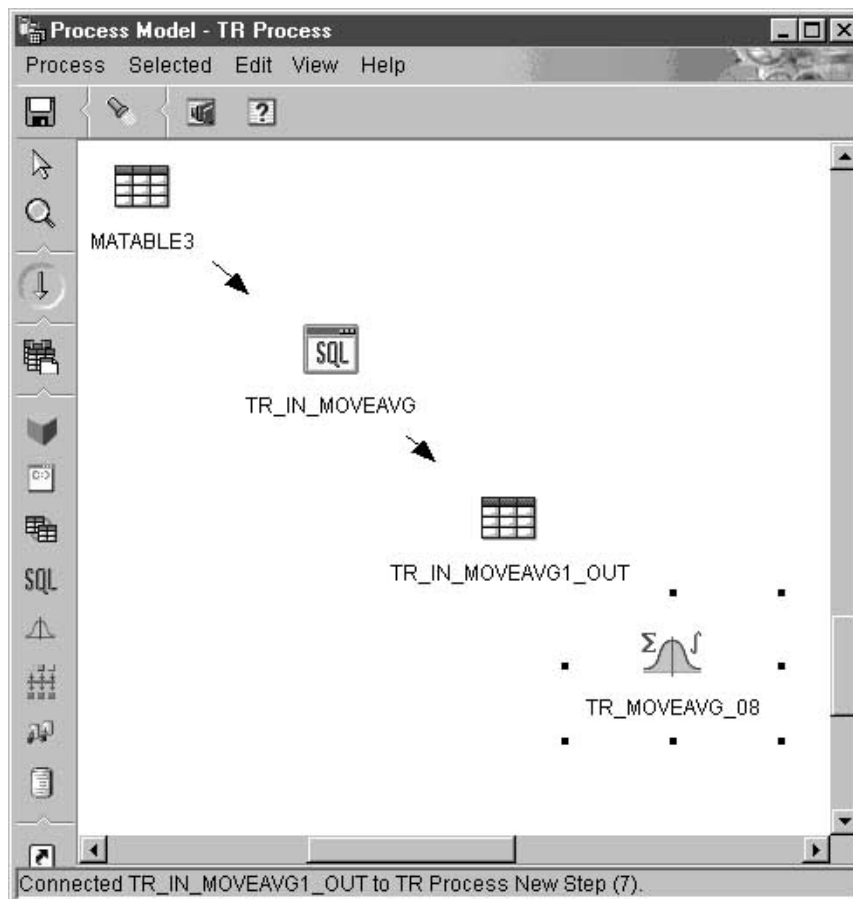 Process Model - TR Process
Process Selected Edit View Help
?
MATABLE3
SQL
TR_IN_MOVEAVG
TR_IN_MOVEAVG1_OUT
SQL
Σ ∫
TR_MOVEAVG_08
Connected TR_IN_MOVEAVG1_OUT to TR Process New Step (7).